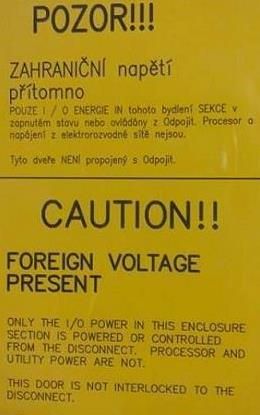 POZOR!!!
ZAHRANIČNÍ napětí
přítomno
POUZE I / O ENERGIE IN tohoto bydlení SEKCE v
zapnutém stavu nebo ovládány z Odpojit. Procesor a
napájení z elektrorozvodné sítě nejsou.
Tyto dveře NENÍ propojený s Odpojit.
CAUTION!!
FOREIGN VOLTAGE
PRESENT
ONLY THE I/O POWER IN THIS ENCLOSURE
SECTION IS POWERED OR CONTROLLED
FROM THE DISCONNECT. PROCESSOR AND
UTILITY POWER ARE NOT.
THIS DOOR IS NOT INTERLOCKED TO THE
DISCONNECT.